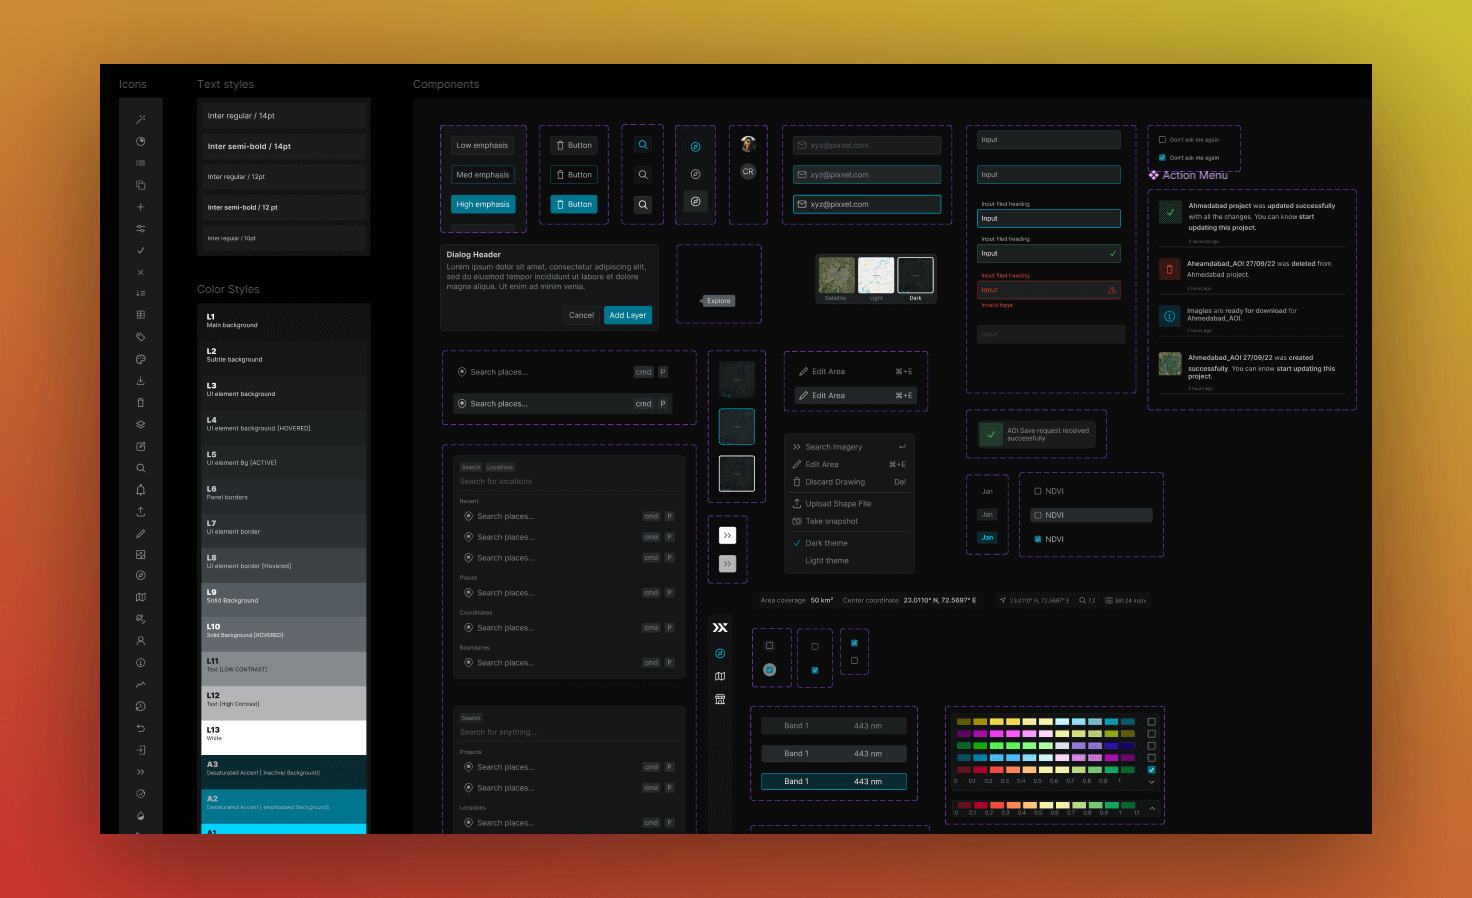 Icons
Text styles
Inter regular / 14pt
Inter semi-bold / 14pt
Inter regular / 12pt
Inter semi-bold / 12 pt
Inter regular / 10pt
Color Styles
L1
Main background
L2
Subtle background
L3
UI element background
L4
UI element background [HOVERED]
L5
UI element Bg [ACTIVE]
L6
Panel borders
L7
UI element border
L8
UI element border [Hovered]
L9
Solid Background
L10
Solid Background [HOVERED]
L11
Text [LOW CONTRAST]
L12
Text [High Contrast]
L13
White
A3
Desaturated Accent [ Inactive Background]
A2
Desaturated Accent [ emphasised Background]
A1
Components
Low emphasis
Med emphasis
High emphasis
Button
Button
Button
CR
xyz@pixxel.com
xyz@pixxel.com
xyz@pixxel.com
Dialog Header
Lorem ipsum dolor sit amet, consectetur adipiscing elit,
sed do eiusmod tempor incididunt ut labore et dolore
magna aliqua. Ut enim ad minim venia.
Cancel
Add Layer
Explore
Satellite
Light
Dark
Input
Input
Input filed heading
Input
Input filed heading
Input
Input filed heading
Input
Invalid input
Input
Don't ask me again
Don't ask me again
Action Menu
Ahmedabad project was updated successfully
with all the changes. You can know start
updating this project.
5 seconds ago
Aheamdabad_AOI 27/09/22 was deleted from
Ahmedabad project.
2 hours ago
Imagies are ready for download for
Ahmedabad_AOI.
2 hours ago
Ahmedabad_AOI 27/09/22 was created
successfully. You can know start updating this
project.
2 hours ago
Search places... cmd P
Search places... cmd P
Edit Area ⌘+E
Edit Area ⌘+E
Search Imagery
Edit Area ⌘+E
Discard Drawing Del
Upload Shape File
Take snapshot
Dark theme
Light theme
AOI Save request received
successfully
Jan
Jan
Jan
NDVI
NDVI
NDVI
Search Locations
Search for locations
Recent
Search places... cmd P
Search places... cmd P
Search places... cmd P
Places
Search places... cmd P
Coordinates
Search places... cmd P
Boundaries
Search places... cmd P
Search
Search for anything...
Projects
Search places... cmd P
Search places... cmd P
Locations
Search places... cmd P
Area coverage 50 km² Center coordinate 23.0110° N, 72.5697° E
23.0110° N, 72.5697° E 7.2 361.24 m/px
Band 1 443 nm
Band 1 443 nm
Band 1 443 nm
0 0.1 0.2 0.3 0.4 0.5 0.6 0.7 0.8 0.9 1
0 0.1 0.2 0.3 0.4 0.5 0.6 0.7 0.8 0.9 1 1.1